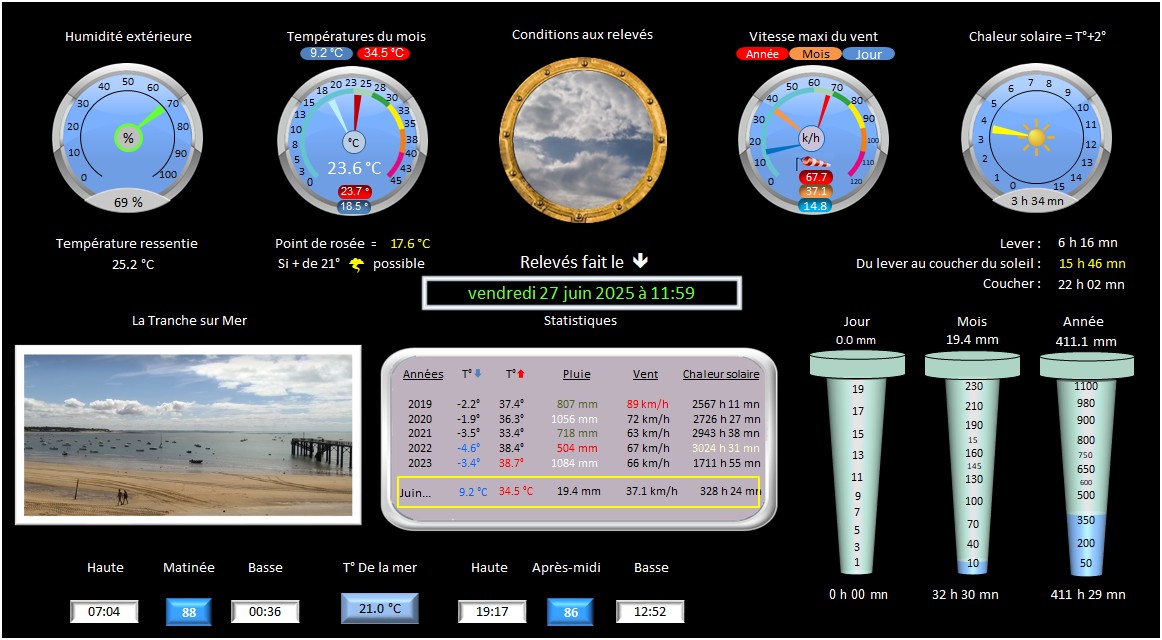 Humidité extérieure
Températures du mois
9.2 °C 34.5 °C
Conditions aux relevés
Vitesse maxi du vent
Année Mois Jour
Chaleur solaire = T°+2°
0 10 20 30 40 50 60 70 80 90 100
%
69 %
0 3 5 8 10 13 15 18 20 23 25 28 30 33 35 38 40 43 45
°C
23.6 °C
23.7 °
18.5 °
0 10 20 30 40 50 60 70 80 90 100 110 120
k/h
67.7
37.1
14.8
0 1 2 3 4 5 6 7 8 9 10 11 12 13 14 15
3 h 34 mn
Température ressentie
25.2 °C
Point de rosée = 17.6 °C
Si + de 21° possible
Relevés fait le
vendredi 27 juin 2025 à 11:59
Lever : 6 h 16 mn
Du lever au coucher du soleil : 15 h 46 mn
Coucher : 22 h 02 mn
La Tranche sur Mer
Statistiques
Années T° T° Pluie Vent Chaleur solaire
2019 -2.2° 37.4° 807 mm 89 km/h 2567 h 11 mn
2020 -1.9° 36.3° 1056 mm 72 km/h 2726 h 27 mn
2021 -3.5° 33.4° 718 mm 63 km/h 2943 h 38 mn
2022 -4.6° 38.4° 504 mm 67 km/h 3024 h 31 mn
2023 -3.4° 38.7° 1084 mm 66 km/h 1711 h 55 mn
Juin... 9.2 °C 34.5 °C 19.4 mm 37.1 km/h 328 h 24 mn
Jour
0.0 mm
19
17
15
13
11
9
7
5
3
1
0 h 00 mn
Mois
19.4 mm
230
210
190
15
160
145
130
100
70
40
10
32 h 30 mn
Année
411.1 mm
1100
980
900
800
750
650
600
500
350
200
50
411 h 29 mn
Haute Matinée Basse T° De la mer Haute Après-midi Basse
07:04 88 00:36 21.0 °C 19:17 86 12:52